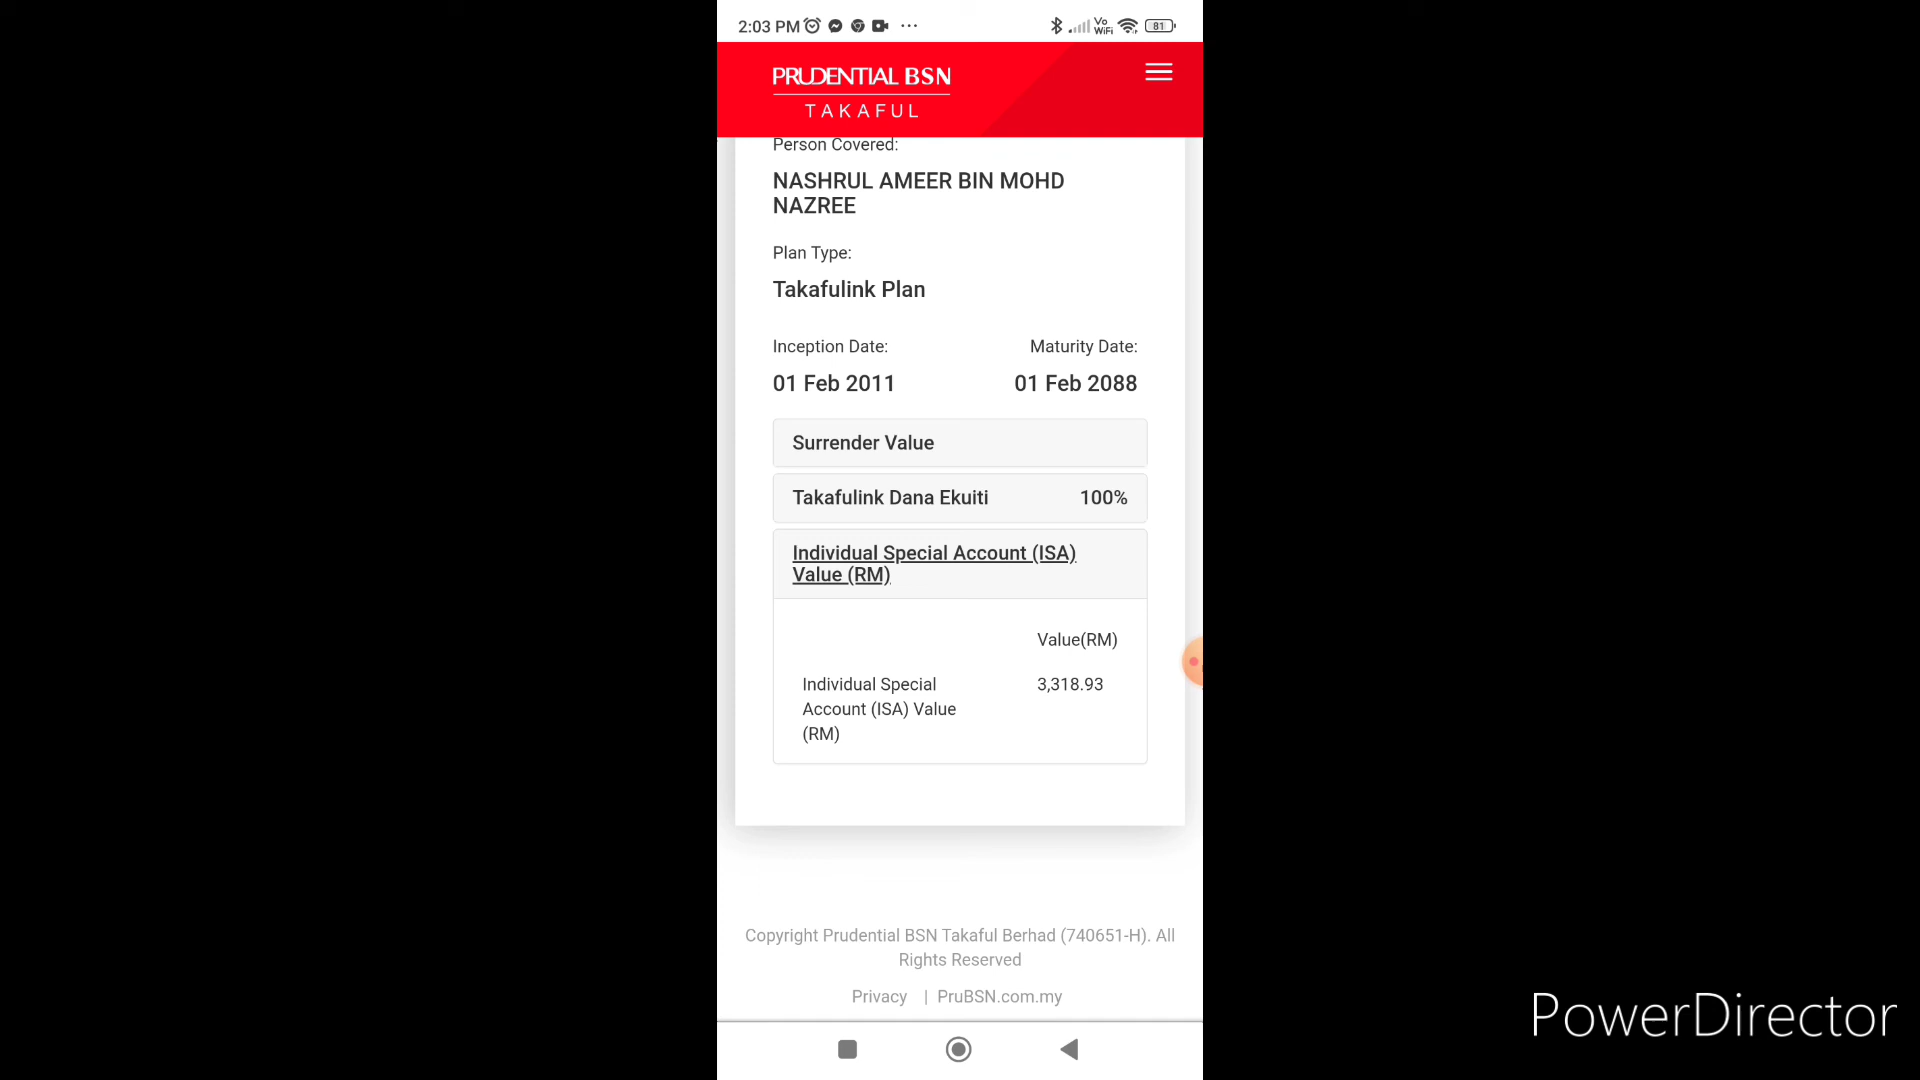 2:03 PM
Vo
WiFi
81
PRUDENTIAL BSN
TAKAFUL
Person Covered:
NASHRUL AMEER BIN MOHD
NAZREE
Plan Type:
Takafulink Plan
Inception Date: Maturity Date:
01 Feb 2011 01 Feb 2088
Surrender Value
Takafulink Dana Ekuiti 100%
Individual Special Account (ISA)
Value (RM)
Value(RM)
Individual Special 3,318.93
Account (ISA) Value
(RM)
Copyright Prudential BSN Takaful Berhad (740651-H). All
Rights Reserved
Privacy | PruBSN.com.my
PowerDirector